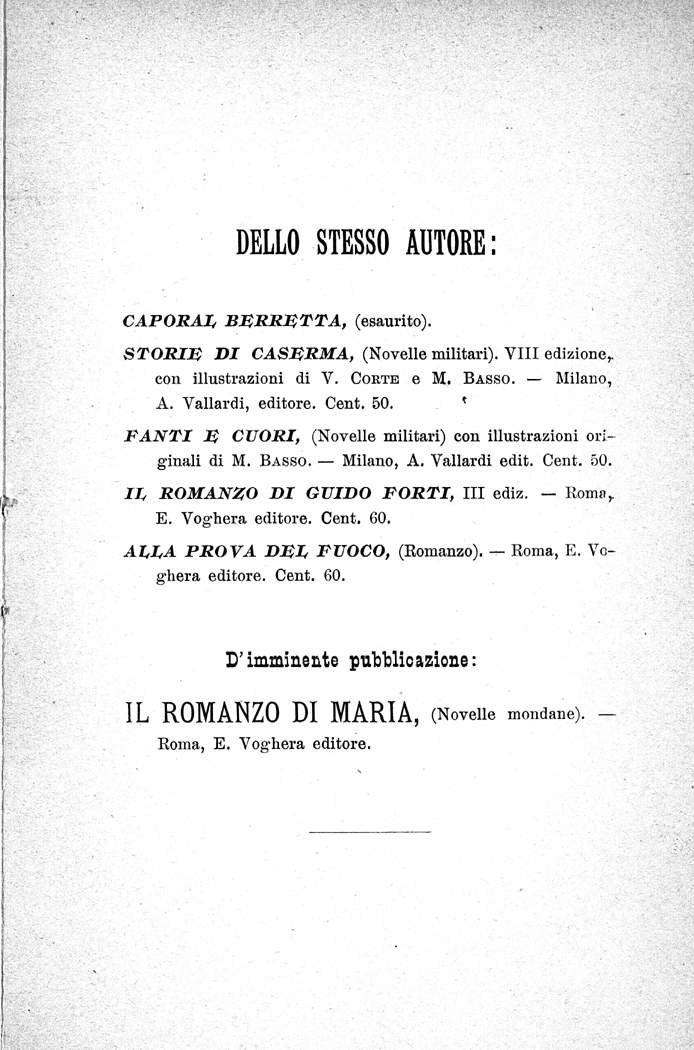 DELLO STESSO AUTORE:
CAPORAL BERRETTA, (esaurito).
STORIE DI CASERMA, (Novelle militari). VIII edizione,
con illustrazioni di V. CORTE e M. BASSO. — Milano,
A. Vallardi, editore. Cent. 50.
FANTI E CUORI, (Novelle militari) con illustrazioni ori-
ginali di M. BASSO. — Milano, A. Vallardi edit. Cent. 50.
IL ROMANZO DI GUIDO FORTI, III ediz. — Roma,
E. Voghera editore. Cent. 60.
ALLA PROVA DEL FUOCO, (Romanzo). — Roma, E. Vo-
ghera editore. Cent. 60.
D'imminente pubblicazione:
IL ROMANZO DI MARIA, (Novelle mondane). —
Roma, E. Voghera editore.